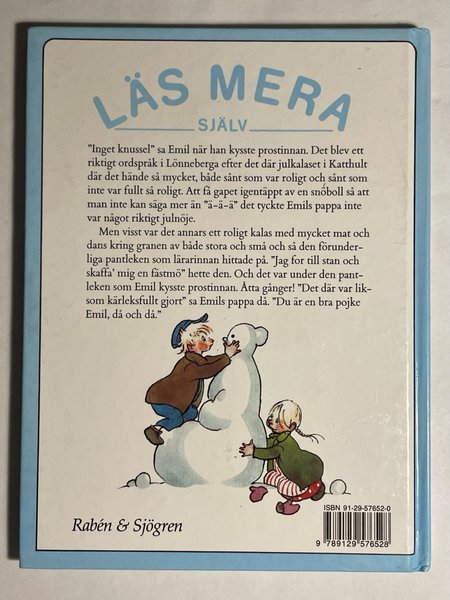 LÄS MERA
SJÄLV
"Inget knussel" sa Emil när han kysste prostinnan. Det blev ett
riktigt ordspråk i Lönneberga efter det där julkalaset i Katthult
där det hände så mycket, både sånt som var roligt och sånt som
inte var fullt så roligt. Att få gapet igentäppt av en snöboll så att
man inte kan säga mer än "ä-ä-ä" det tyckte Emils pappa inte
var något riktigt julnöje.
Men visst var det annars ett roligt kalas med mycket mat och
dans kring granen av både stora och små och så den förunder-
liga pantleken som lärarinnan hittade på. "Jag for till stan och
skaffa' mig en fästmö" hette den. Och det var under den pant-
leken som Emil kysste prostinnan. Åtta gånger! "Det där var lik-
som kärleksfullt gjort" sa Emils pappa då. "Du är en bra pojke
Emil, då och då."
Rabén & Sjögren
ISBN 91-29-57652-0
9 789129 576528